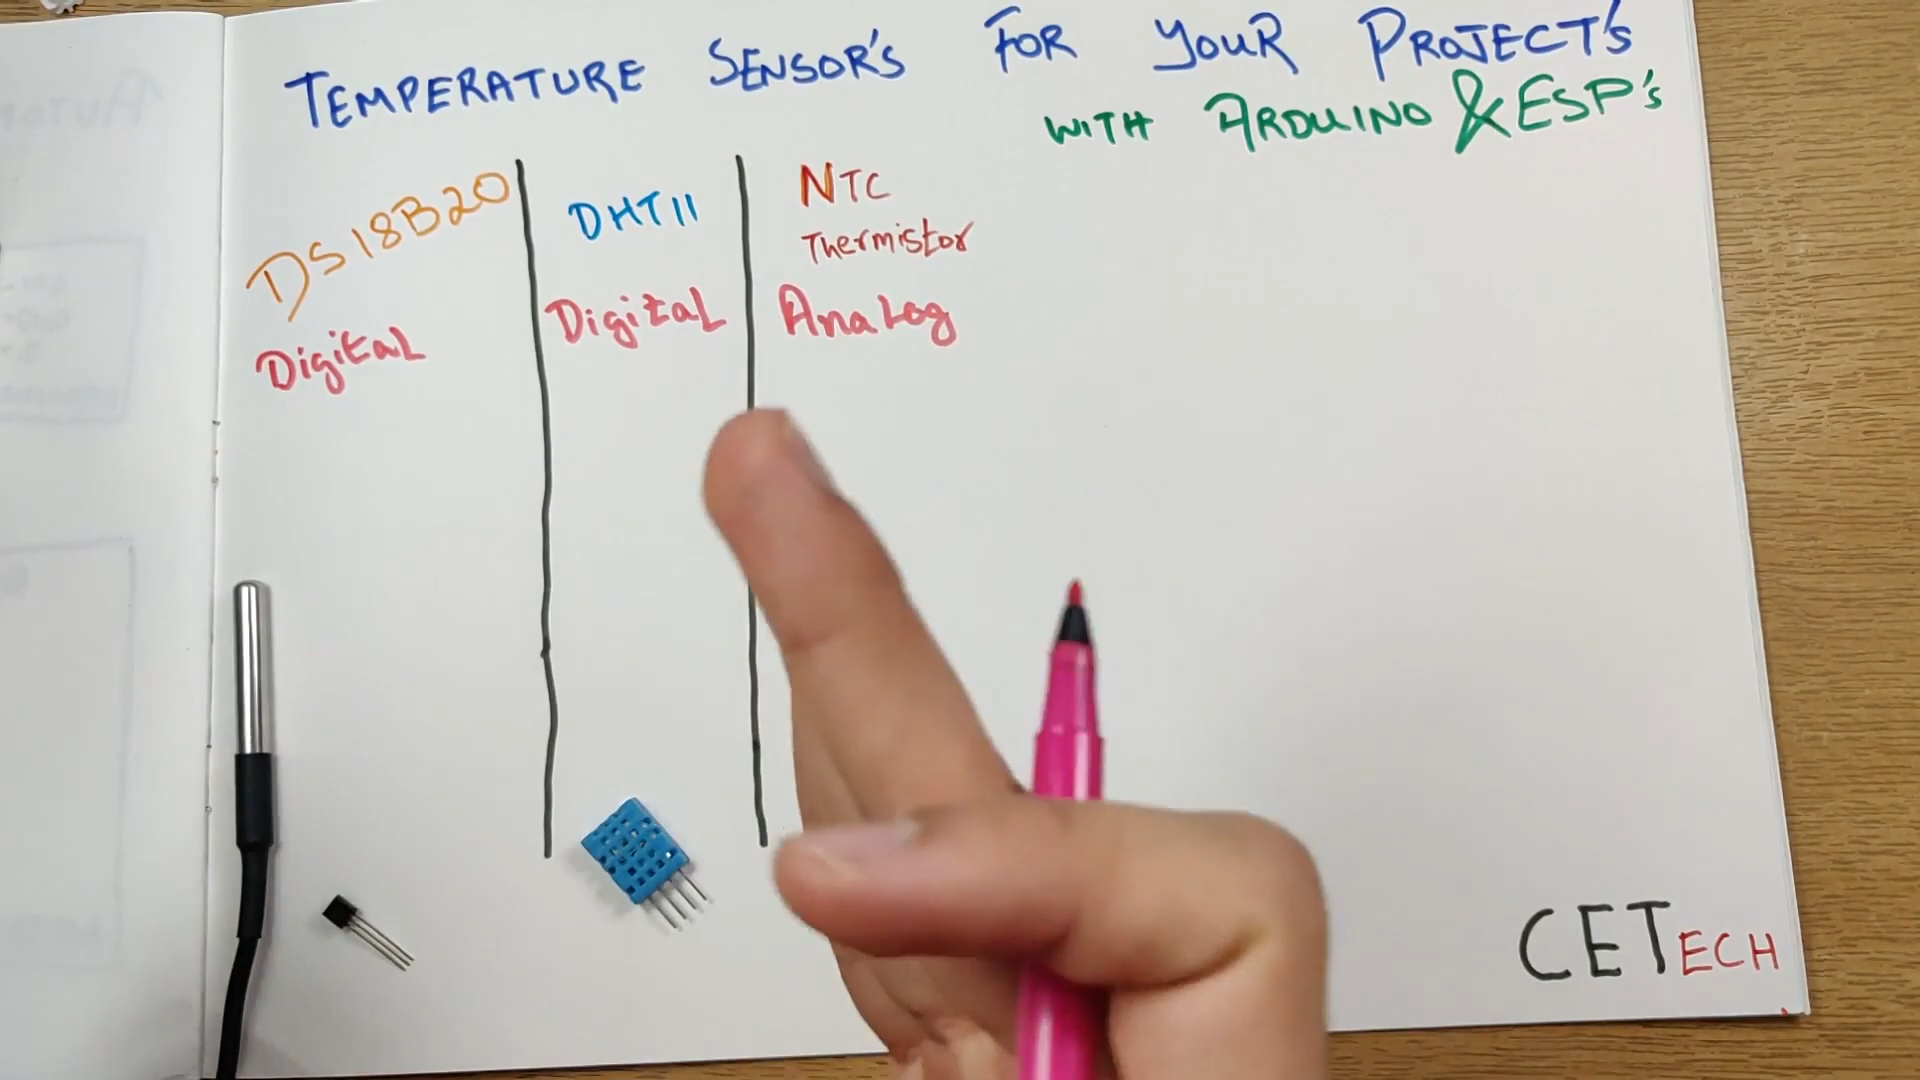 TEMPERATURE SENSOR'S FOR YOUR PROJECT'S
WITH ARDUINO & ESP'S
DS18B20
Digital
DHT11
Digital
NTC
Thermistor
Analog
CETECH